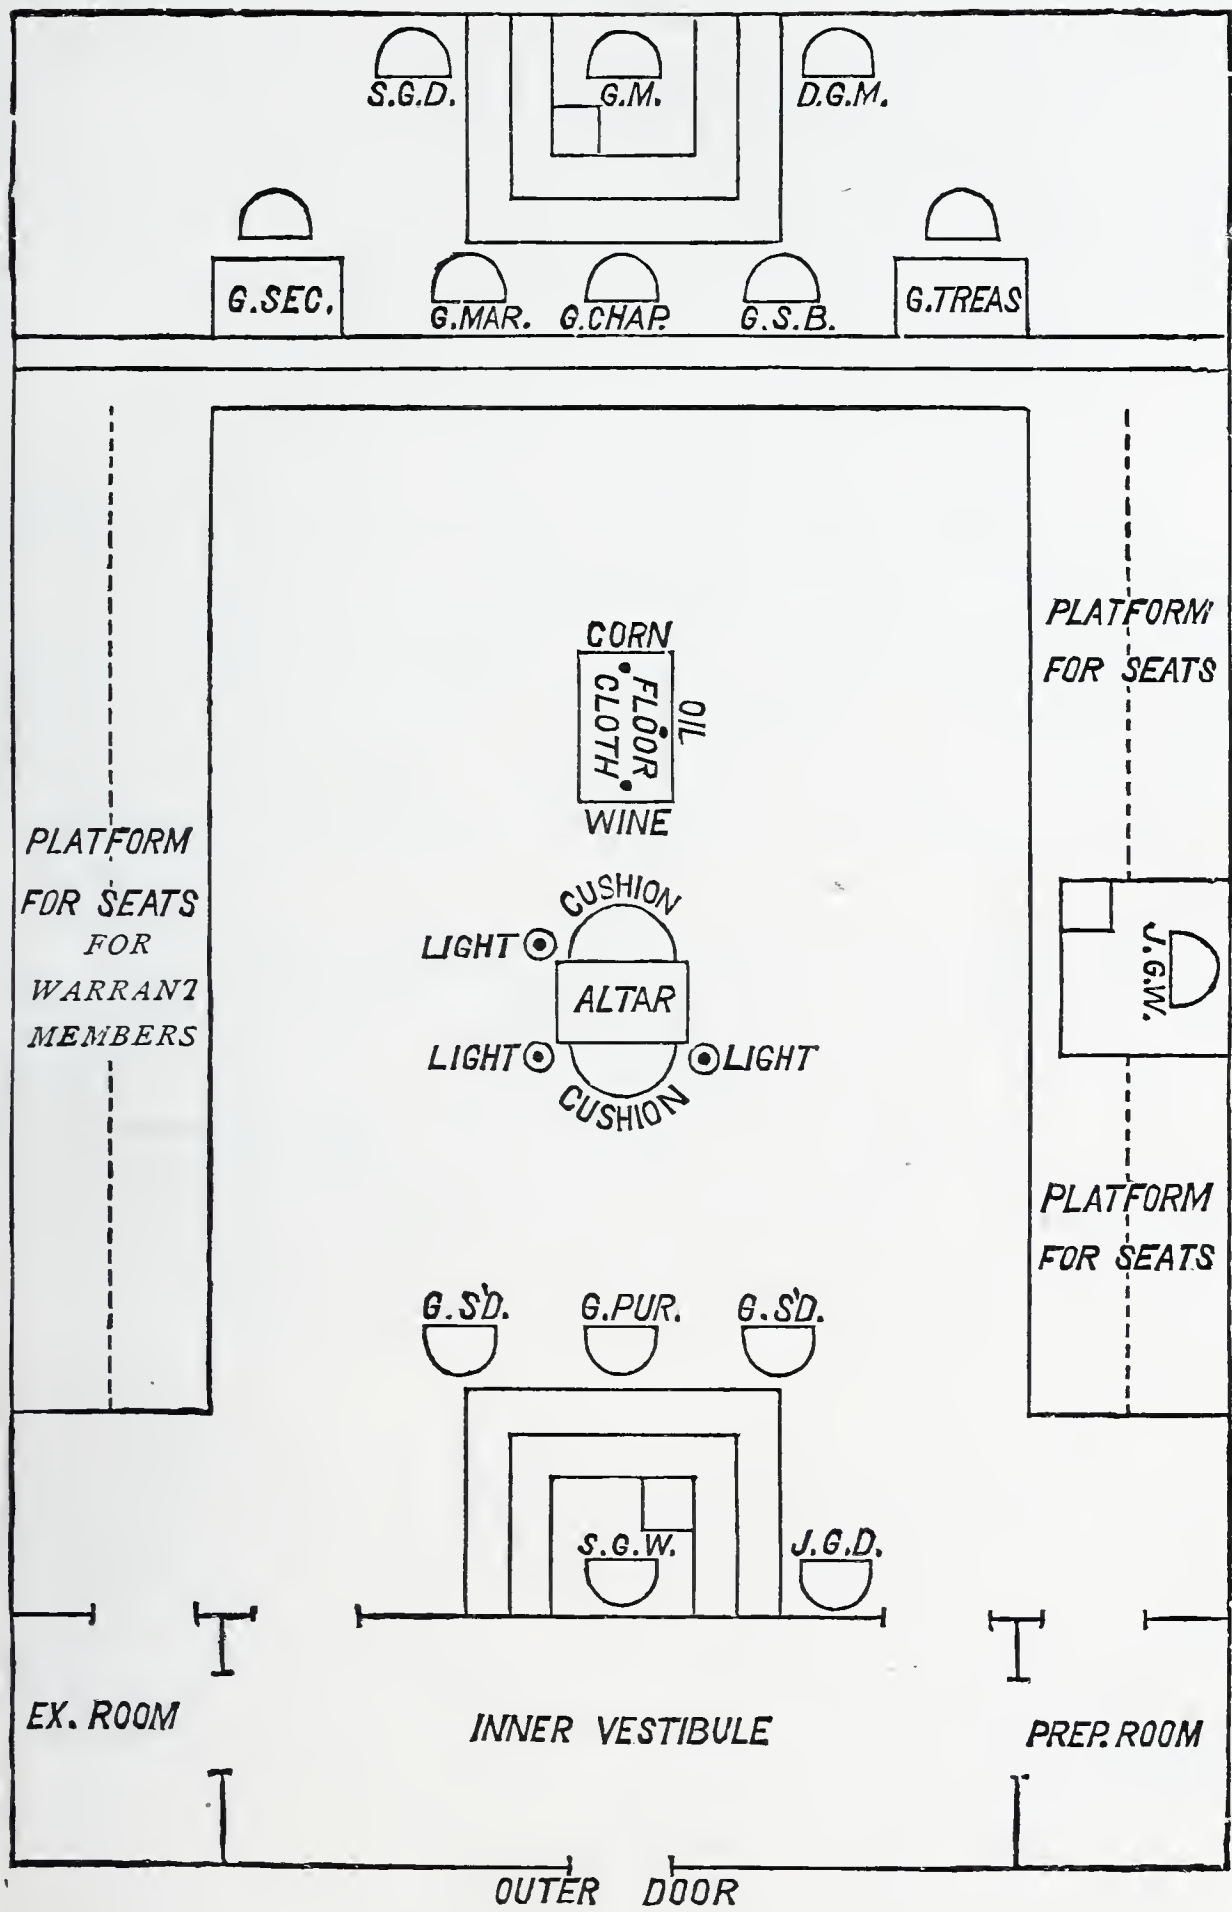 S.G.D. G.M. D.G.M.
G.SEC. G.MAR. G.CHAP. G.S.B. G.TREAS
PLATFORM
FOR SEATS
CORN
FLOOR
CLOTH
OIL
WINE
PLATFORM
FOR SEATS
FOR
WARRANT
MEMBERS
CUSHION
LIGHT
ALTAR
LIGHT
LIGHT
CUSHION
J.G.W.
PLATFORM
FOR SEATS
G.S'D. G.PUR. G.S'D.
S.G.W. J.G.D.
EX. ROOM
INNER VESTIBULE
PREP. ROOM
OUTER DOOR